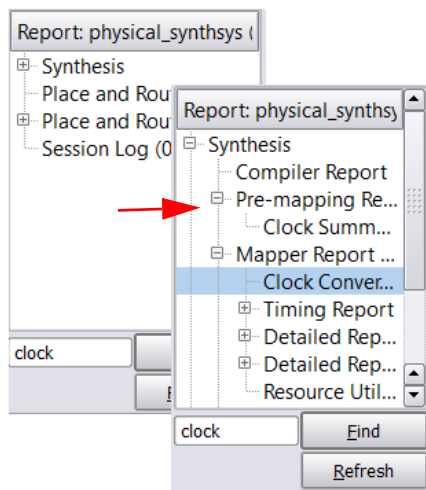 Report: physical_synthsys (
Synthesis
Place and Rou
Place and Rou
Session Log (0
clock
Report: physical_synthsy
Synthesis
Compiler Report
Pre-mapping Re...
Clock Summ...
Mapper Report ...
Clock Conver...
Timing Report
Detailed Rep...
Detailed Rep...
Resource Util...
clock
Find
Refresh